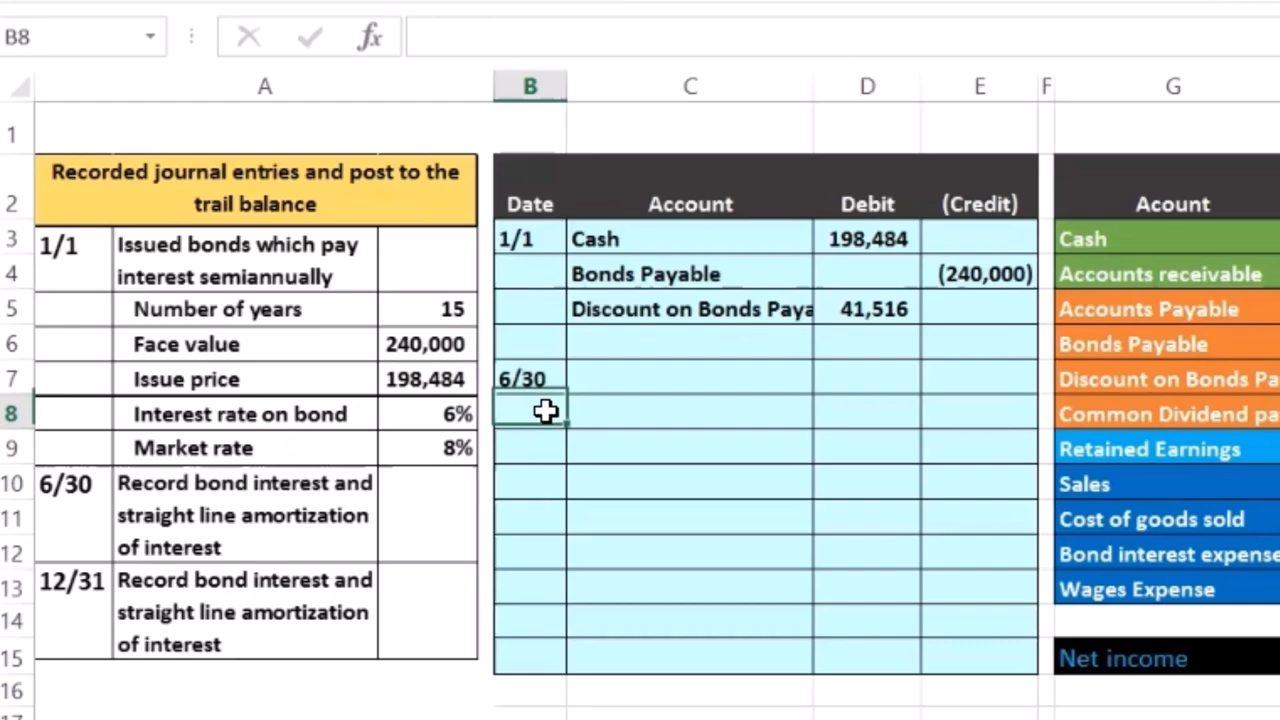 B8
fx
A B C D E F G
1
2
3
4
5
6
7
8
9
10
11
12
13
14
15
16
Recorded journal entries and post to the
trail balance
1/1 Issued bonds which pay
interest semiannually
Number of years 15
Face value 240,000
Issue price 198,484
Interest rate on bond 6%
Market rate 8%
6/30 Record bond interest and
straight line amortization
of interest
12/31 Record bond interest and
straight line amortization
of interest
Date Account Debit (Credit)
1/1 Cash 198,484
Bonds Payable (240,000)
Discount on Bonds Paya 41,516
6/30
Acount
Cash
Accounts receivable
Accounts Payable
Bonds Payable
Discount on Bonds Pa
Common Dividend pa
Retained Earnings
Sales
Cost of goods sold
Bond interest expense
Wages Expense
Net income